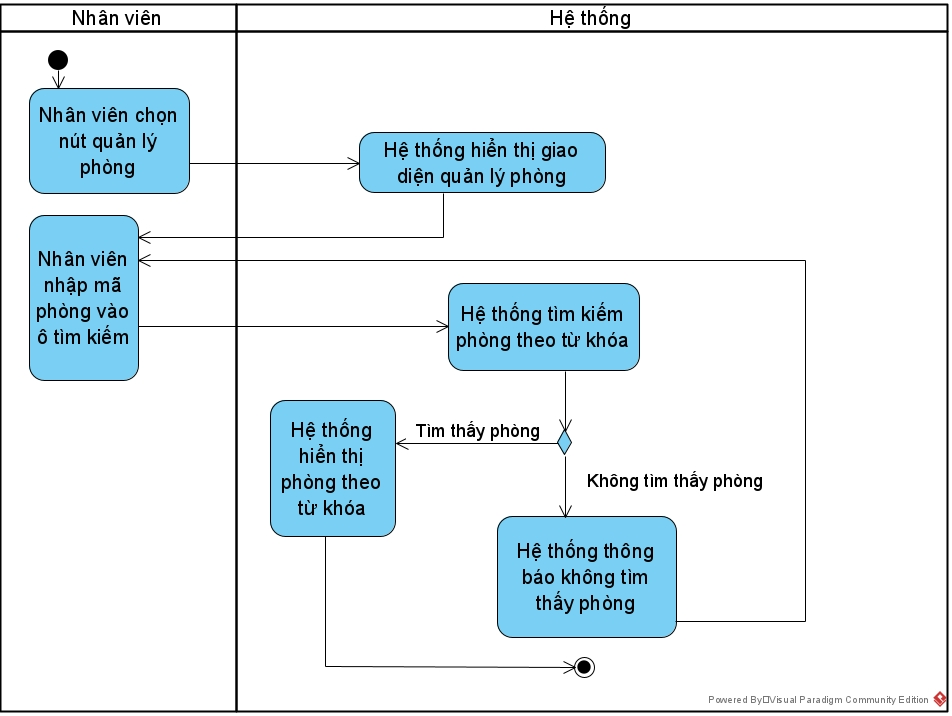 Nhân viên
Hệ thống
Nhân viên chọn
nút quản lý
phòng
Hệ thống hiển thị giao
diện quản lý phòng
Nhân viên
nhập mã
phòng vào
ô tìm kiếm
Hệ thống tìm kiếm
phòng theo từ khóa
Tìm thấy phòng
Hệ thống
hiển thị
phòng theo
từ khóa
Không tìm thấy phòng
Hệ thống thông
báo không tìm
thấy phòng
Powered By Visual Paradigm Community Edition